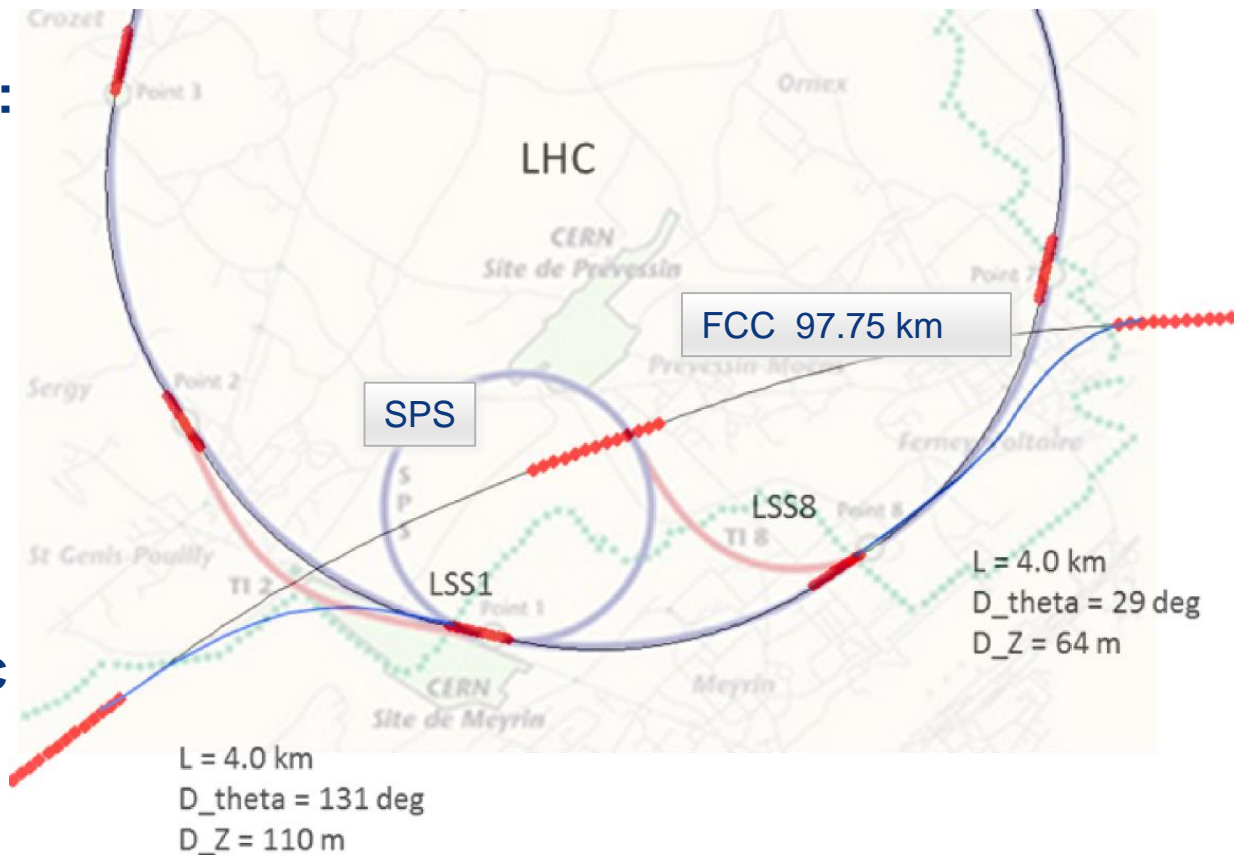 Crozet
:
Point 3
Ornex
LHC
CERN
Site de Prévessin
Point 7
FCC 97.75 km
Prevessin-Moëns
Sergy
Point 2
SPS
Ferney-Voltaire
S
P
S
LSS8
Point 8
TI 8
St Genis-Pouilly
L = 4.0 km
D_theta = 29 deg
D_Z = 64 m
TI 2
LSS1
Point 1
C
CERN
Site de Meyrin
Meyrin
L = 4.0 km
D_theta = 131 deg
D_Z = 110 m